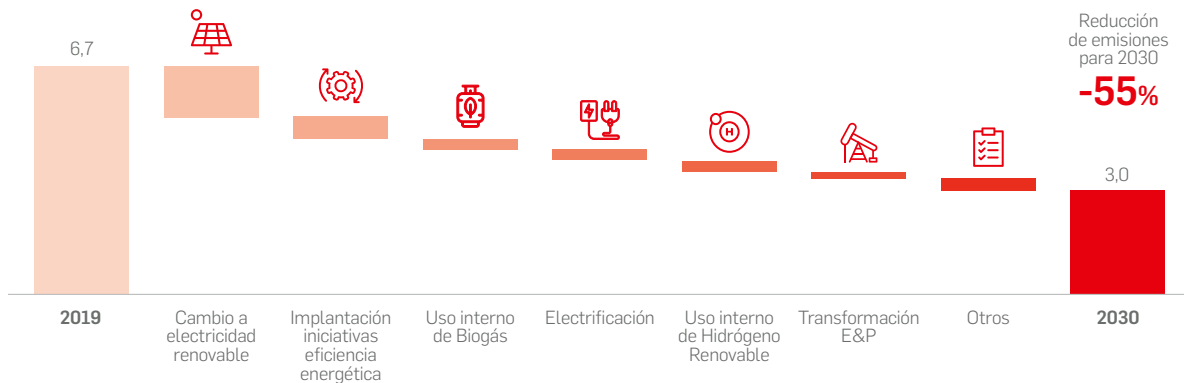 6,7
Reducción
de emisiones
para 2030
-55%
H
3,0
2019
Cambio a
electricidad
renovable
Implantación
iniciativas
eficiencia
energética
Uso interno
de Biogás
Electrificación
Uso interno
de Hidrógeno
Renovable
Transformación
E&P
Otros
2030